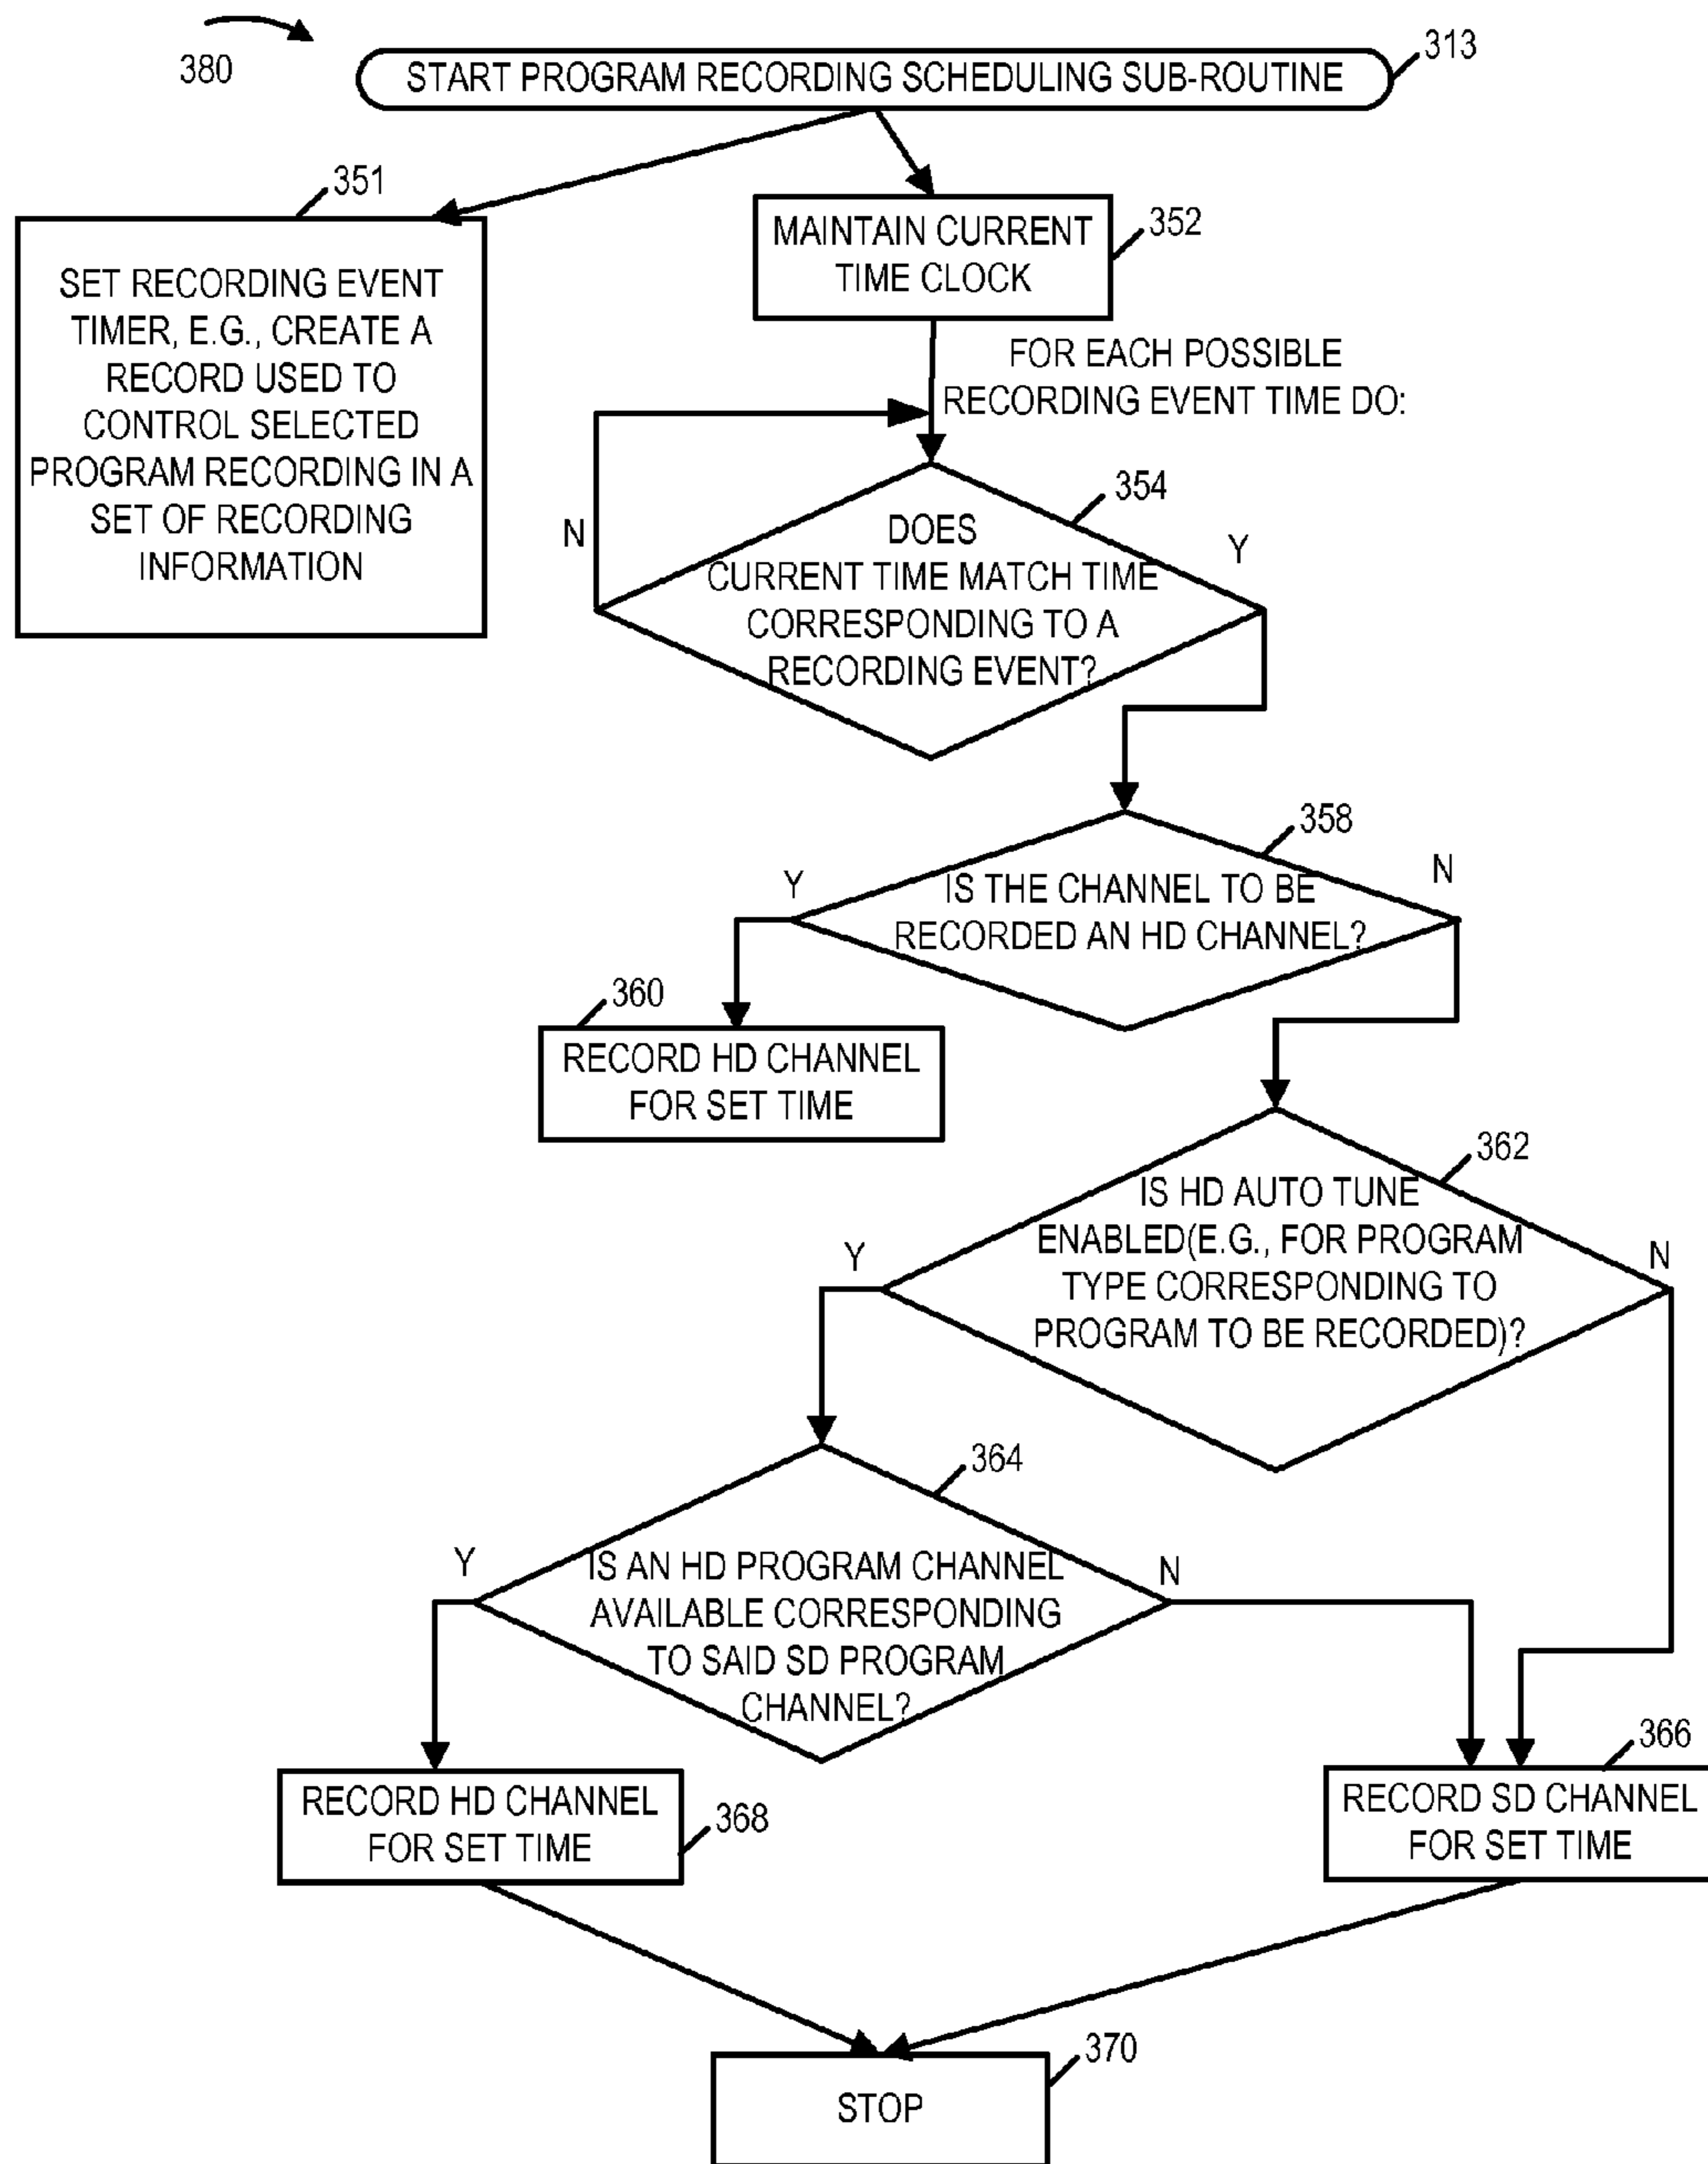 380
START PROGRAM RECORDING SCHEDULING SUB-ROUTINE
313
351
SET RECORDING EVENT
TIMER, E.G., CREATE A
RECORD USED TO
CONTROL SELECTED
PROGRAM RECORDING IN A
SET OF RECORDING
INFORMATION
MAINTAIN CURRENT
TIME CLOCK
352
FOR EACH POSSIBLE
RECORDING EVENT TIME DO:
354
N
Y
DOES
CURRENT TIME MATCH TIME
CORRESPONDING TO A
RECORDING EVENT?
358
Y
N
IS THE CHANNEL TO BE
RECORDED AN HD CHANNEL?
360
RECORD HD CHANNEL
FOR SET TIME
362
Y
N
IS HD AUTO TUNE
ENABLED(E.G., FOR PROGRAM
TYPE CORRESPONDING TO
PROGRAM TO BE RECORDED)?
364
Y
N
IS AN HD PROGRAM CHANNEL
AVAILABLE CORRESPONDING
TO SAID SD PROGRAM
CHANNEL?
RECORD HD CHANNEL
FOR SET TIME
368
366
RECORD SD CHANNEL
FOR SET TIME
370
STOP